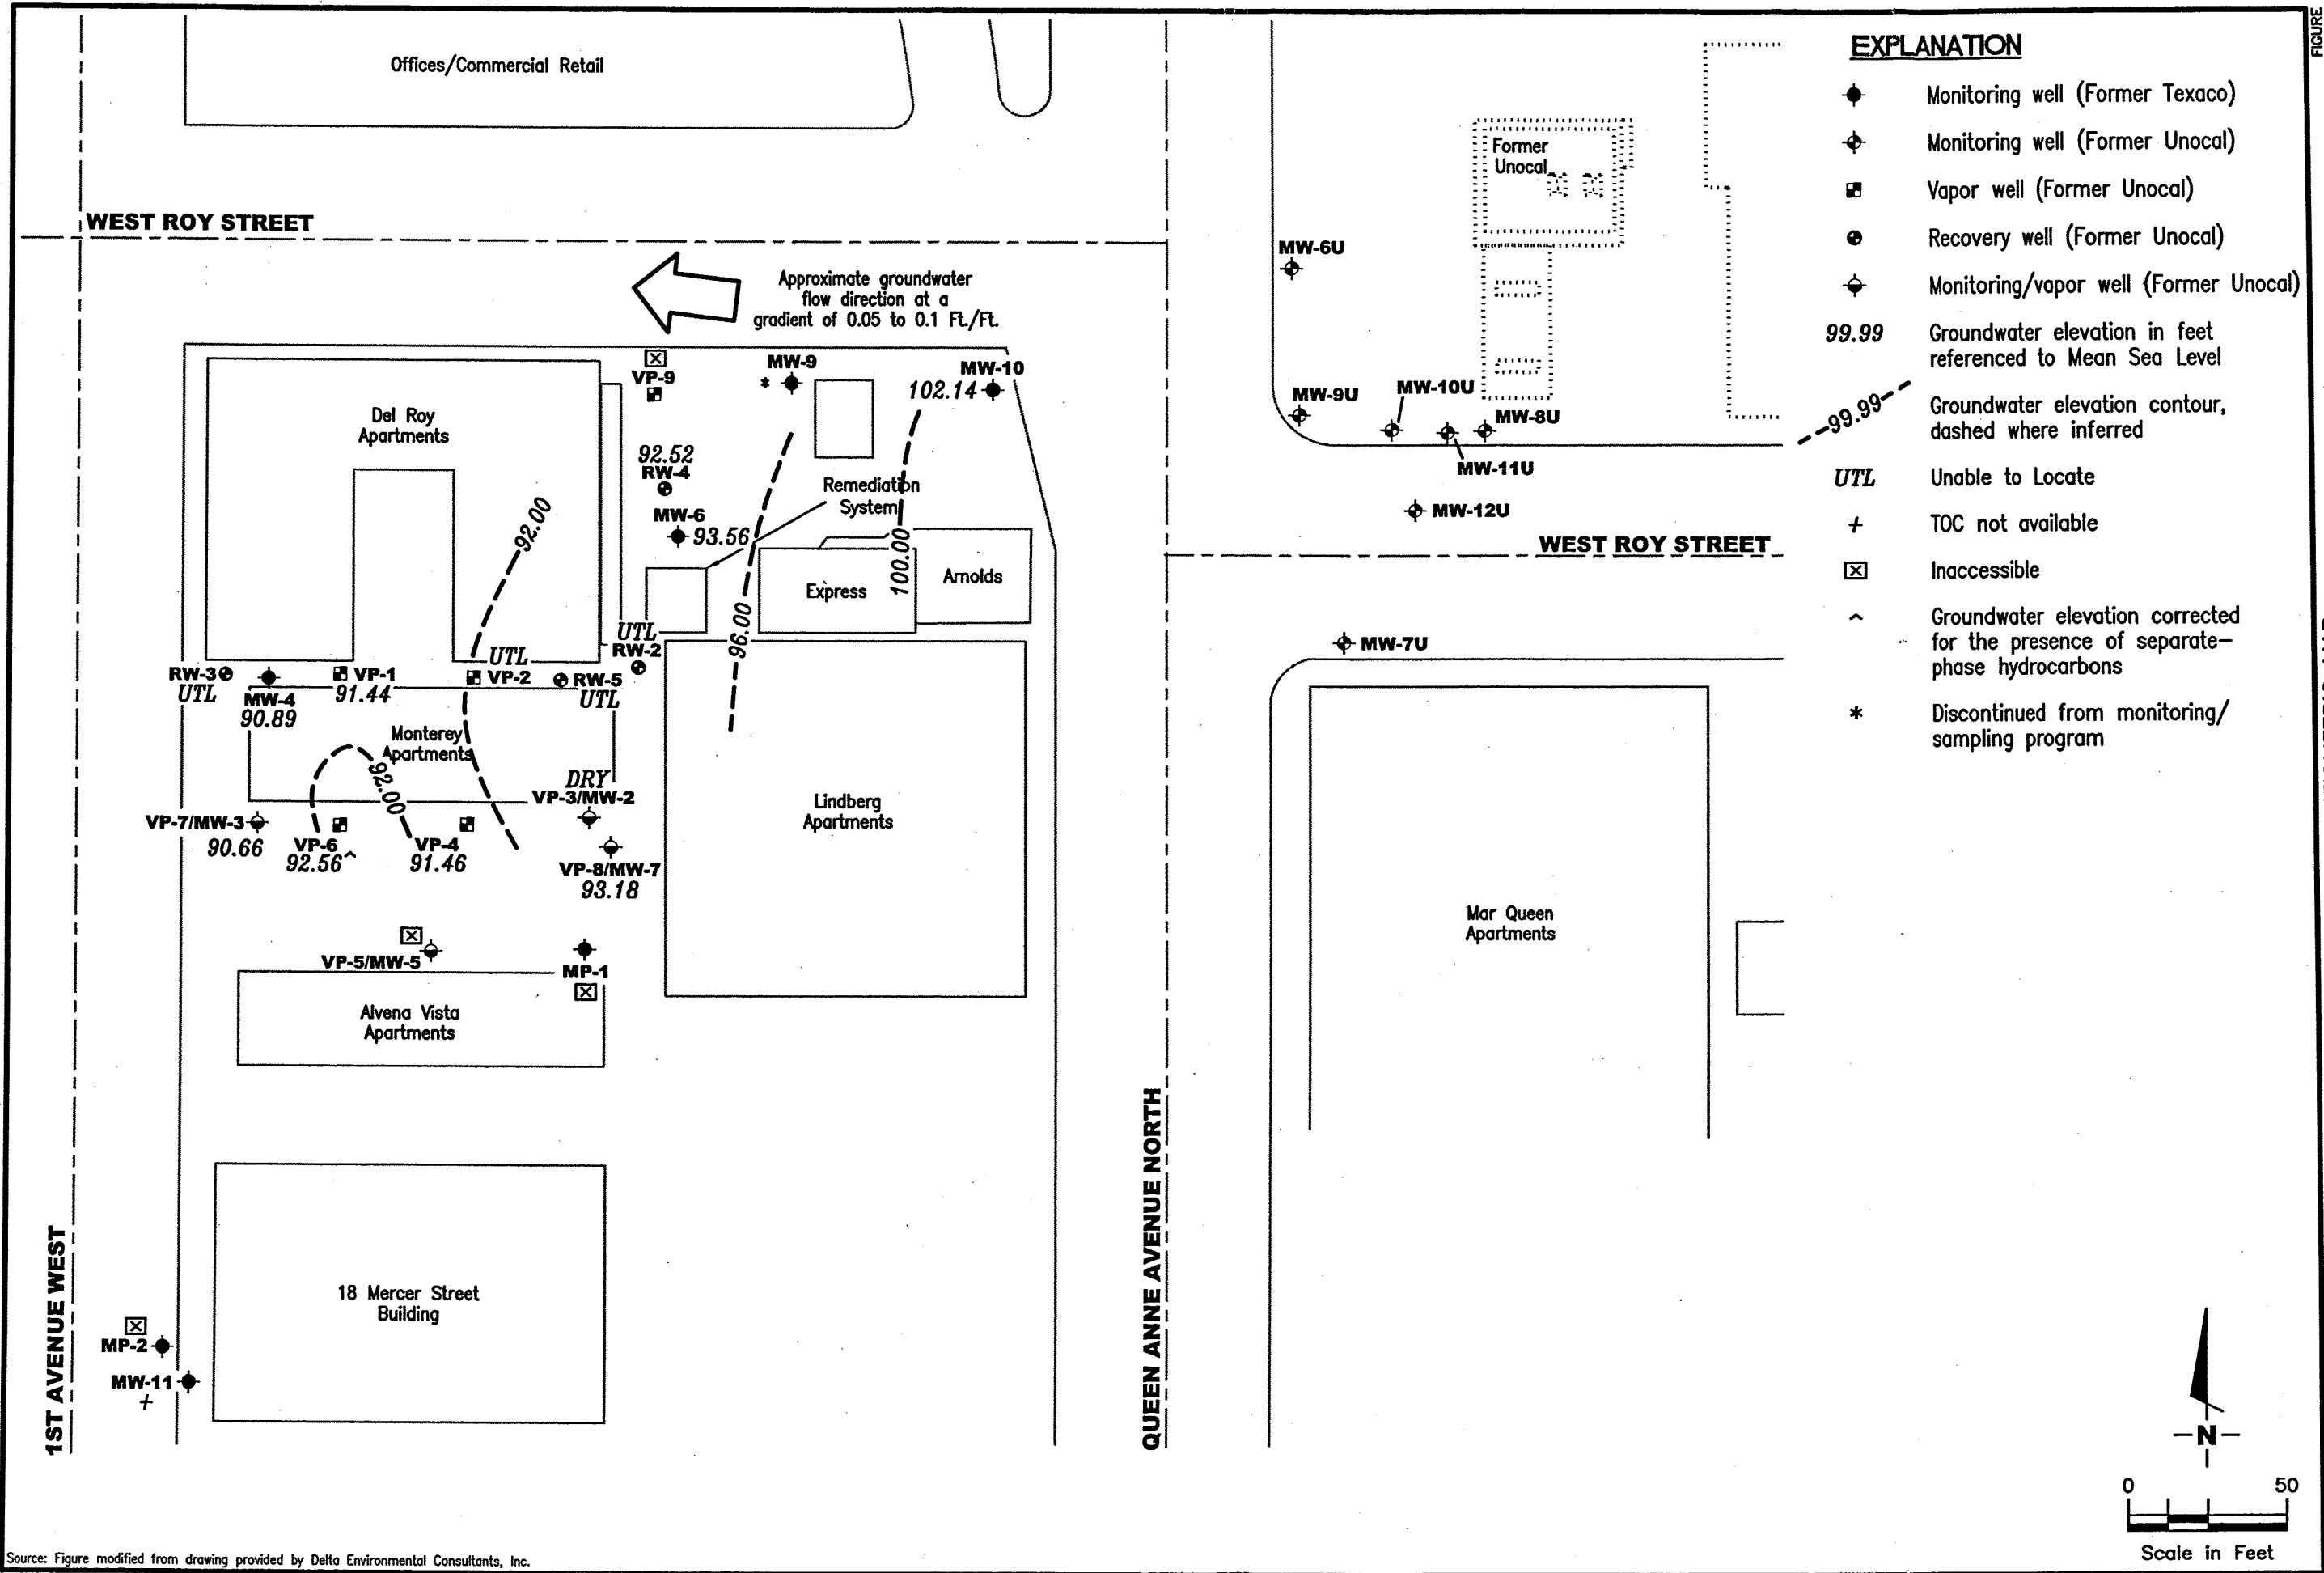 FIGURE
EXPLANATION
Monitoring well (Former Texaco)
Monitoring well (Former Unocal)
Vapor well (Former Unocal)
Recovery well (Former Unocal)
Monitoring/vapor well (Former Unocal)
99.99
Groundwater elevation in feet
referenced to Mean Sea Level
99.99
Groundwater elevation contour,
dashed where inferred
UTL
Unable to Locate
+
TOC not available
Inaccessible
^
Groundwater elevation corrected
for the presence of separate-
phase hydrocarbons
*
Discontinued from monitoring/
sampling program
Offices/Commercial Retail
WEST ROY STREET
Approximate groundwater
flow direction at a
gradient of 0.05 to 0.1 Ft./Ft.
Former
Unocal
MW-6U
MW-9U
MW-10U
MW-8U
MW-11U
MW-12U
WEST ROY STREET
MW-7U
VP-9
* MW-9
MW-10
102.14
Del Roy
Apartments
92.52
RW-4
MW-6
93.56
Remediation
System
92.00
96.00
100.00
Express
Arnolds
UTL
RW-2
RW-3
UTL
MW-4
90.89
VP-1
91.44
UTL
VP-2
RW-5
UTL
Monterey
Apartments
92.00
DRY
VP-3/MW-2
VP-7/MW-3
90.66
VP-6
92.56^
VP-4
91.46
VP-8/MW-7
93.18
Lindberg
Apartments
VP-5/MW-5
MP-1
Alvena Vista
Apartments
Mar Queen
Apartments
18 Mercer Street
Building
MP-2
MW-11
+
1ST AVENUE WEST
QUEEN ANNE AVENUE NORTH
N
0 50
Scale in Feet
Source: Figure modified from drawing provided by Delta Environmental Consultants, Inc.